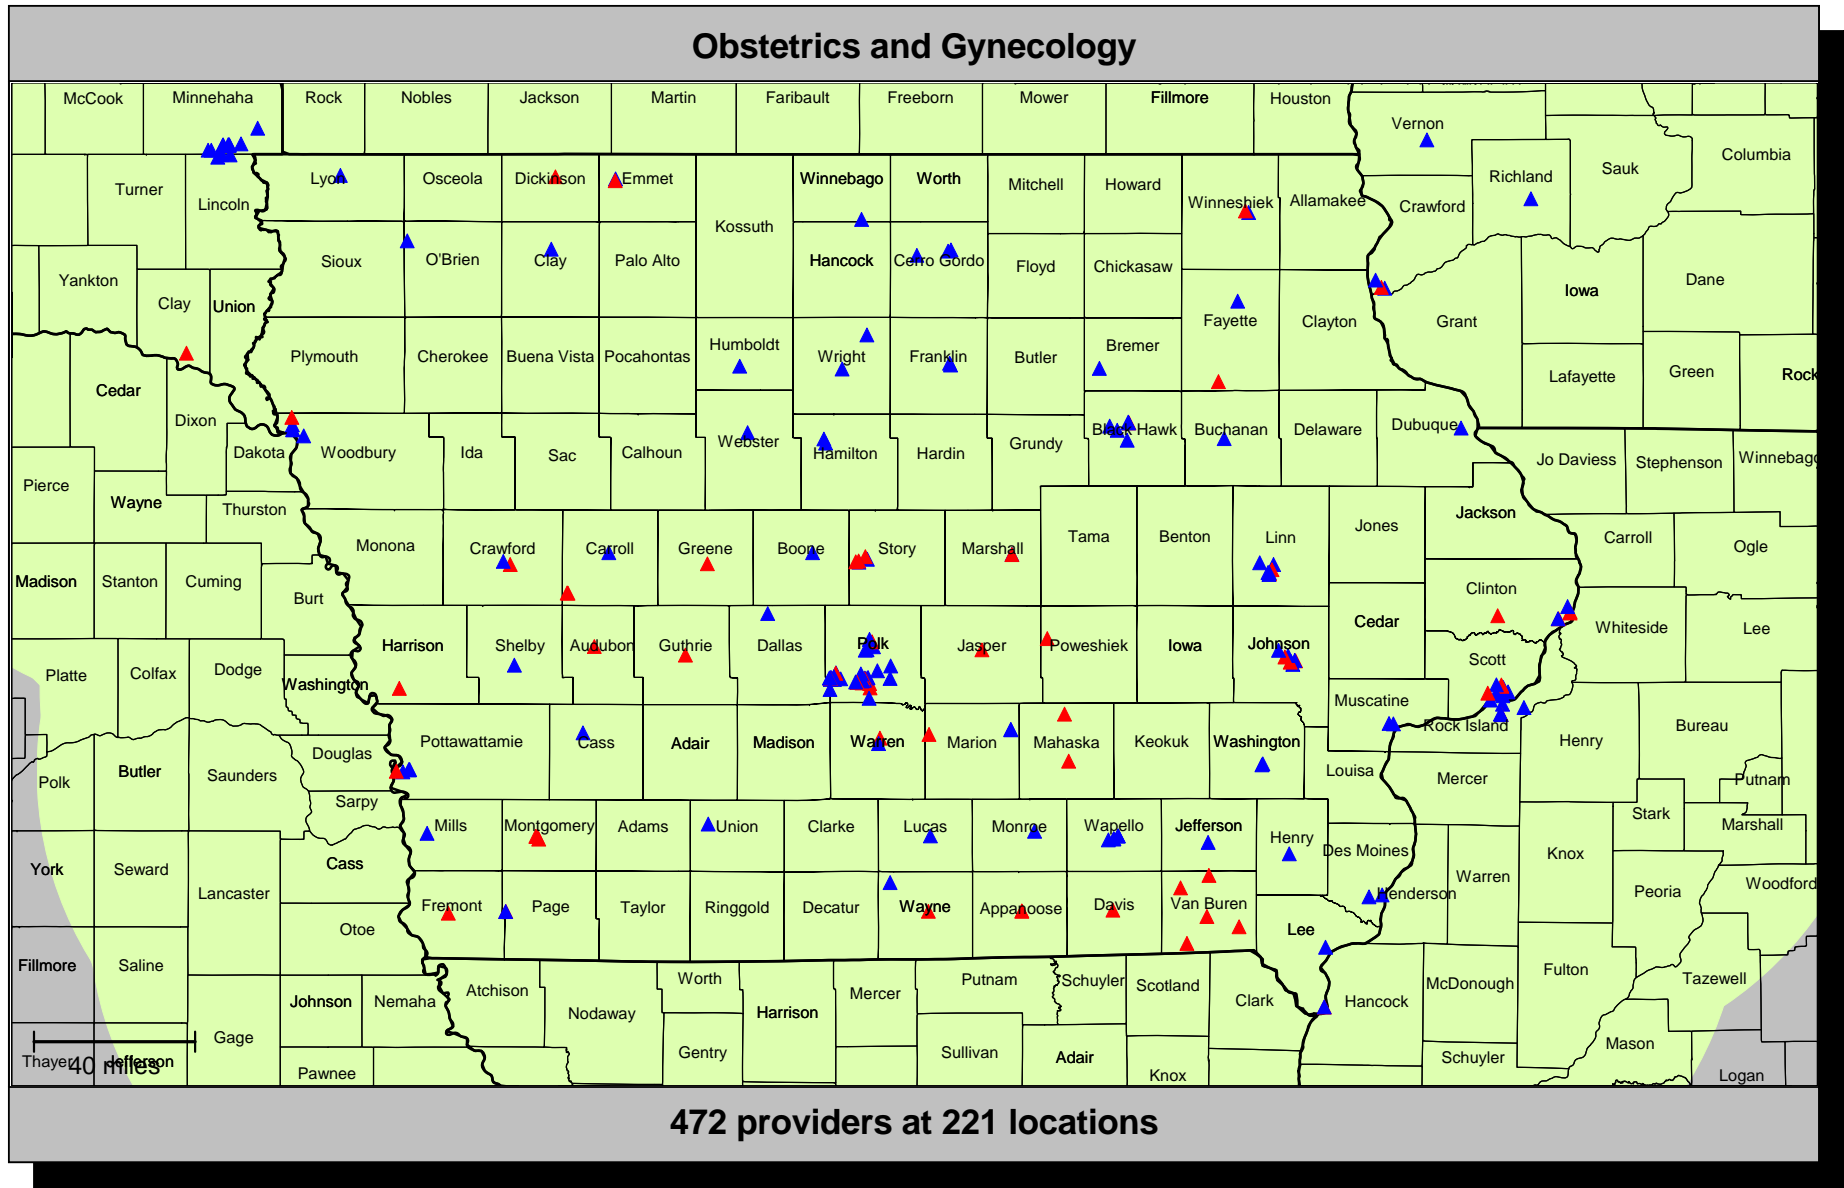 Obstetrics and Gynecology
McCook Minnehaha Rock Nobles Jackson Martin Faribault Freeborn Mower Fillmore Houston
Vernon
Columbia
Sauk
Richland
Turner Lyon Osceola Dickinson Emmet Winnebago Worth Mitchell Howard
Lincoln Winneshiek Allamakee Crawford
Kossuth
Yankton Sioux O'Brien Clay Palo Alto Hancock Cerro Gordo Floyd Chickasaw Dane
Clay Union Iowa
Fayette Clayton Grant
Plymouth Cherokee Buena Vista Pocahontas Humboldt Wright Franklin Butler Bremer
Lafayette Green Rock
Cedar
Dixon
Dakota Woodbury Ida Sac Calhoun Webster Hamilton Hardin Grundy Black Hawk Buchanan Delaware Dubuque
Jo Daviess Stephenson Winnebago
Pierce
Wayne Thurston Jackson
Monona Crawford Carroll Greene Boone Story Marshall Tama Benton Linn Jones Carroll Ogle
Madison Stanton Cuming
Burt Clinton
Harrison Shelby Audubon Guthrie Dallas Polk Jasper Poweshiek Iowa Johnson Cedar Whiteside Lee
Scott
Platte Colfax Dodge
Washington Muscatine
Rock Island Bureau
Pottawattamie Cass Adair Madison Warren Marion Mahaska Keokuk Washington Henry
Douglas
Polk Butler Saunders Louisa Mercer Putnam
Sarpy
Mills Montgomery Adams Union Clarke Lucas Monroe Wapello Jefferson Henry Stark Marshall
Des Moines Knox
York Seward Cass
Lancaster Warren Peoria Woodford
Fremont Page Taylor Ringgold Decatur Wayne Appanoose Davis Van Buren Henderson
Otoe Lee
Fillmore Saline Fulton Tazewell
Johnson Nemaha Atchison Worth Putnam Schuyler Scotland Clark Hancock McDonough
Nodaway Harrison Mercer
Gage Mason
Gentry Sullivan Adair Schuyler
Thayer Jefferson
40 miles
Pawnee Knox Logan
472 providers at 221 locations